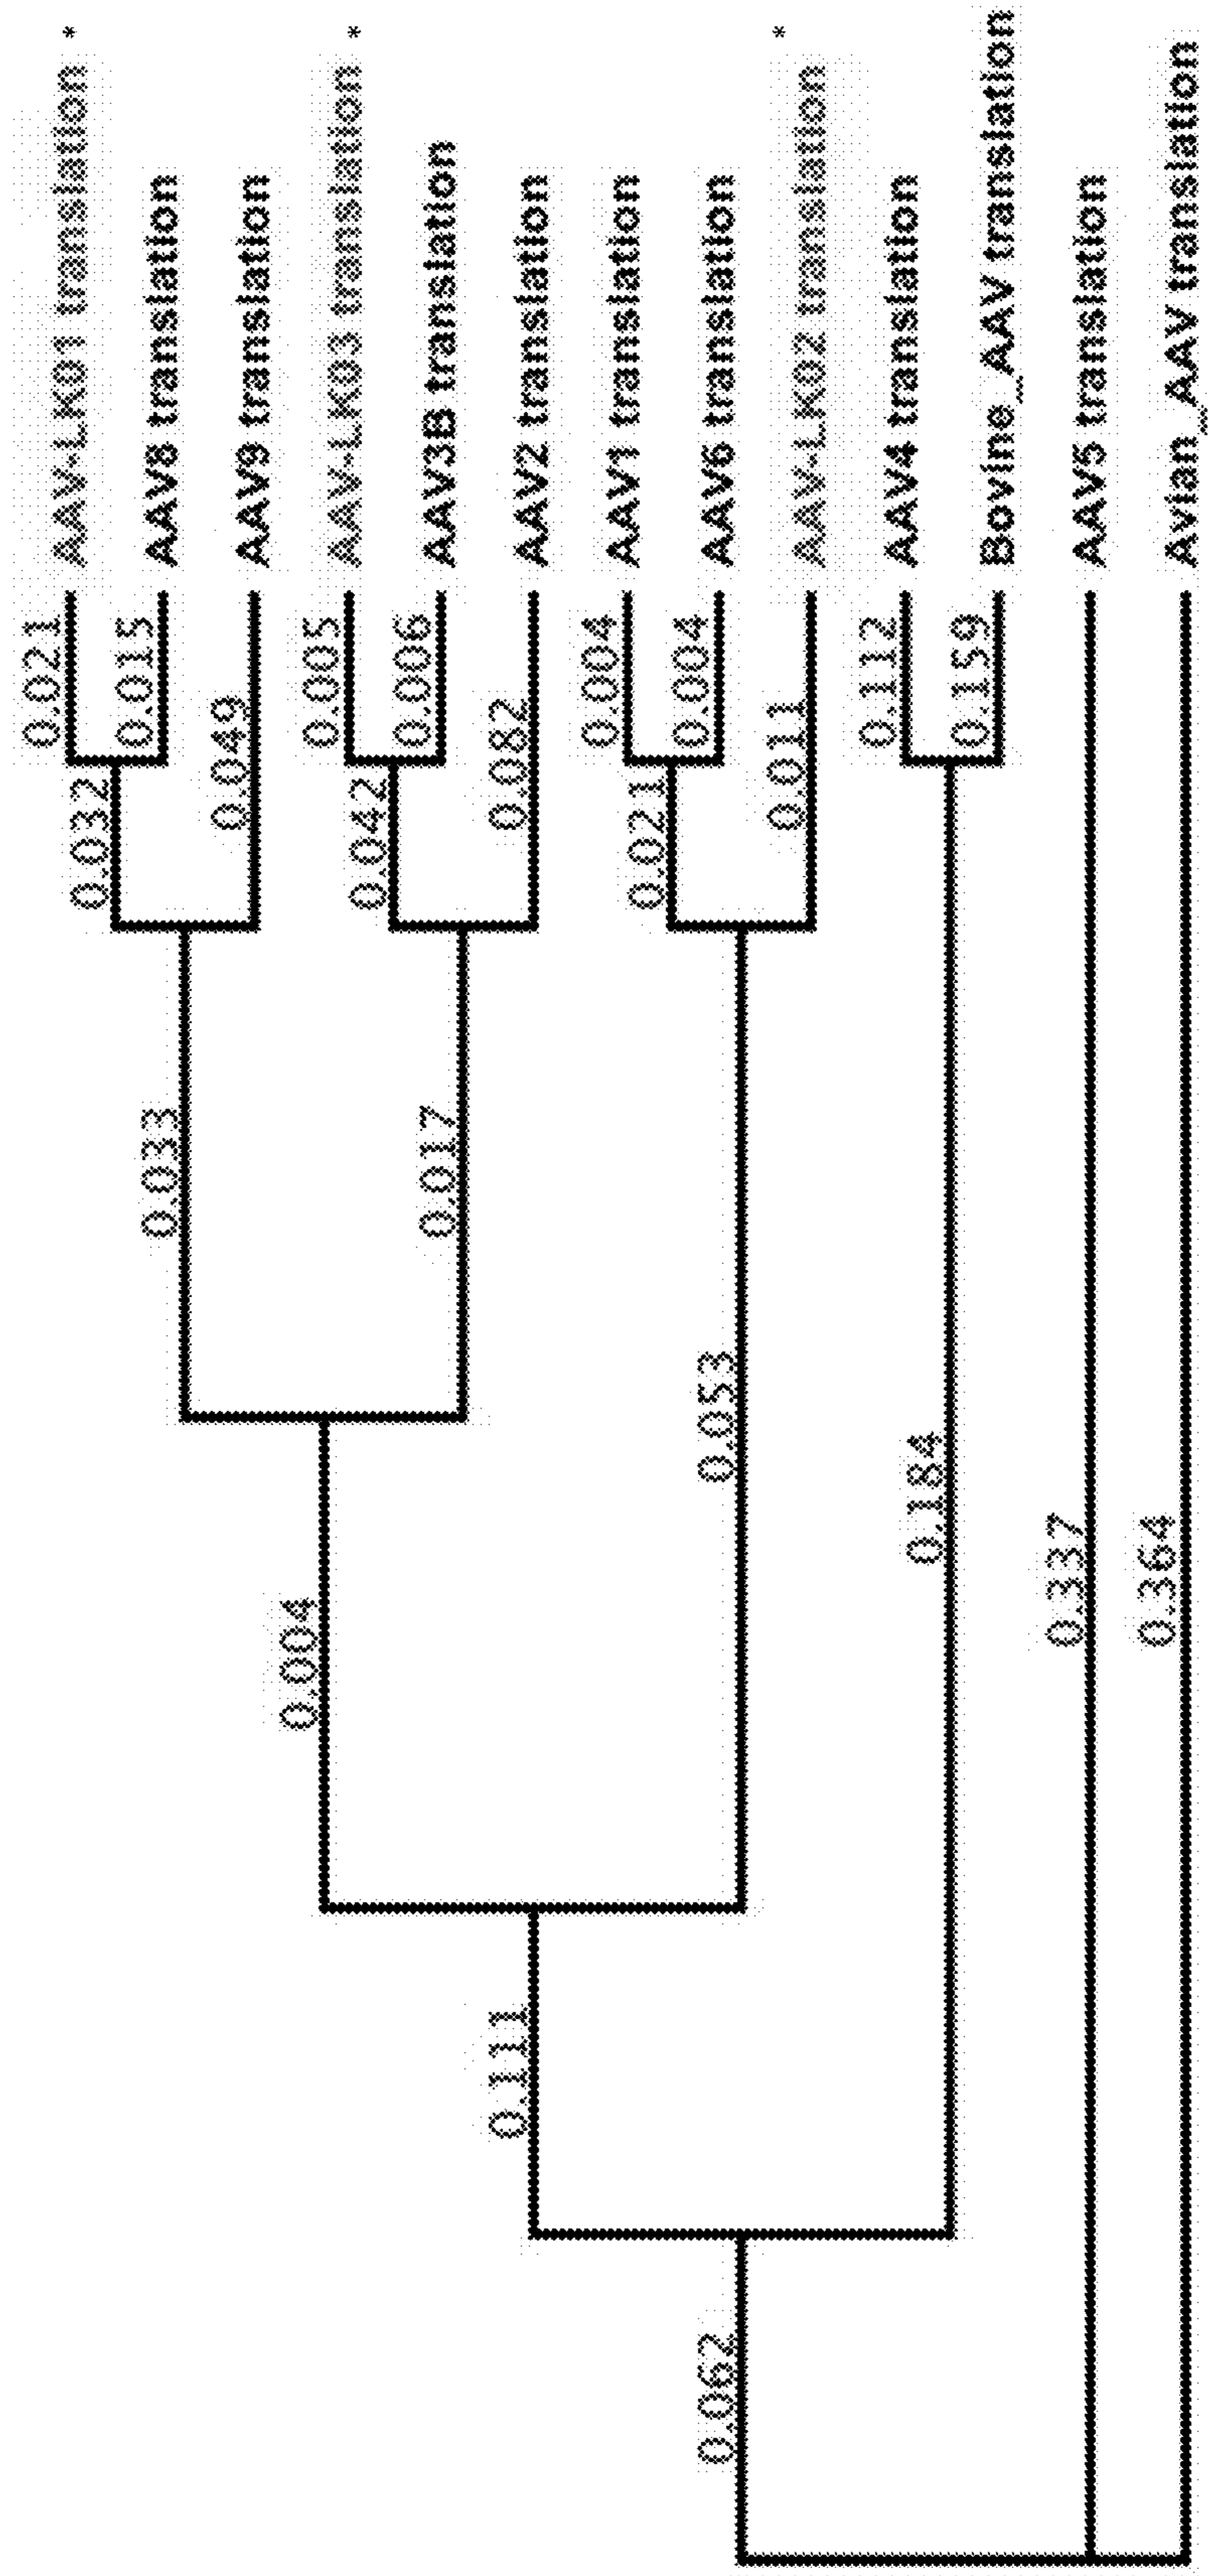 AAV-LK01 translation *
AAV8 translation
AAV9 translation
AAV-LK03 translation *
AAV3B translation
AAV2 translation
AAV1 translation
AAV6 translation
AAV-LK02 translation *
AAV4 translation
Bovine_AAV translation
AAV5 translation
Avian_AAV translation
0.021
0.015
0.032
0.049
0.033
0.005
0.006
0.042
0.082
0.017
0.004
0.004
0.004
0.021
0.011
0.053
0.111
0.112
0.159
0.184
0.062
0.337
0.364